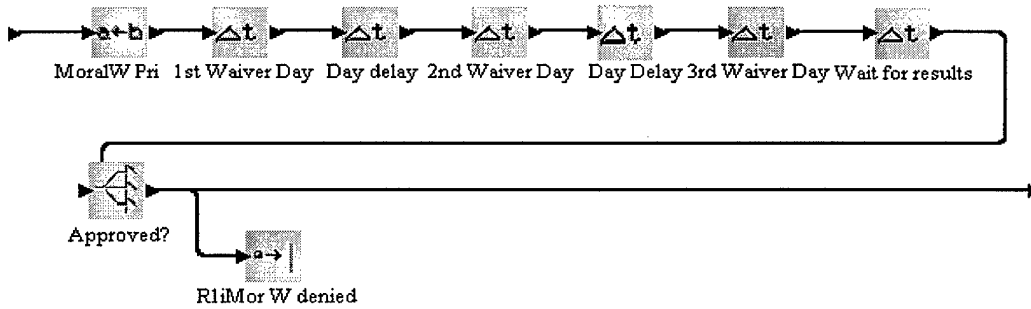 a←b Δt Δt Δt Δt Δt Δt
MoralW Pri 1st Waiver Day Day delay 2nd Waiver Day Day Delay 3rd Waiver Day Wait for results
Approved?
a→|
R1iMor W denied